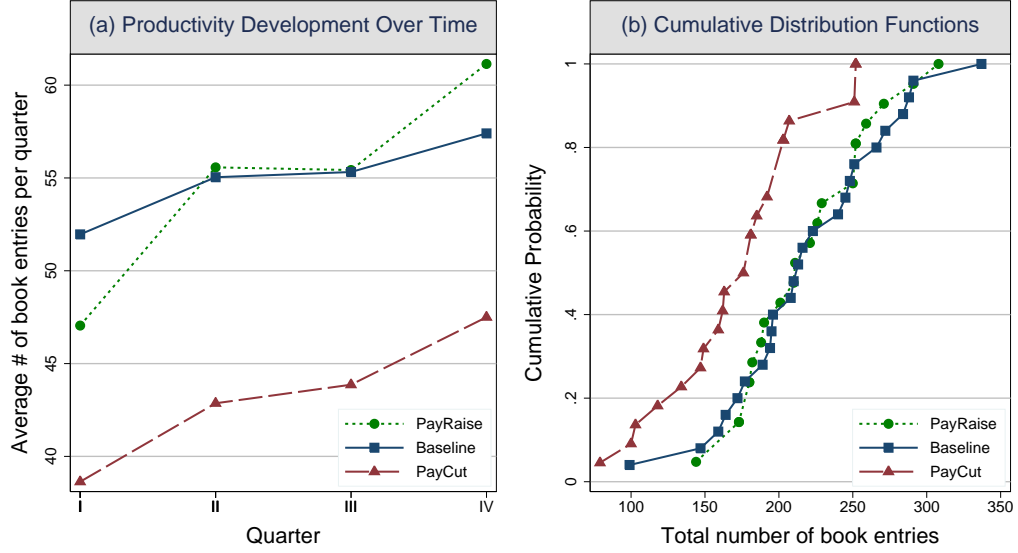 (a) Productivity Development Over Time
Average # of book entries per quarter
60
55
50
45
40
PayRaise
Baseline
PayCut
I
II
III
IV
Quarter
(b) Cumulative Distribution Functions
Cumulative Probability
1
.8
.6
.4
.2
0
PayRaise
Baseline
PayCut
100
150
200
250
300
350
Total number of book entries